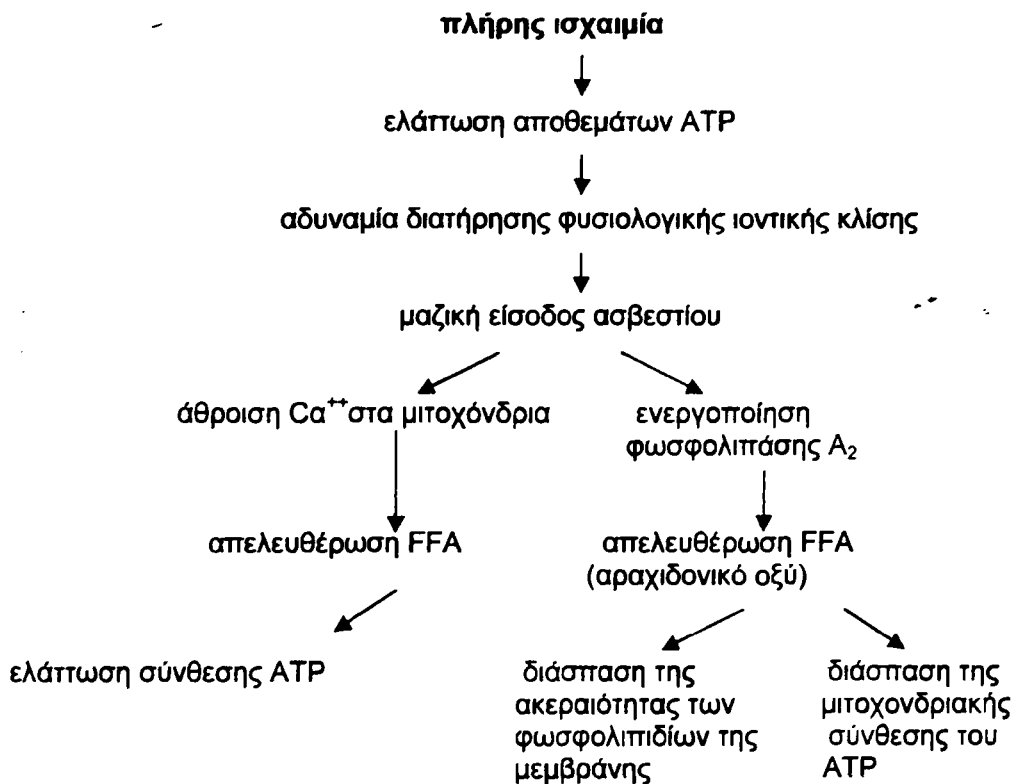 πλήρης ισχαιμία
ελάττωση αποθεμάτων ATP
αδυναμία διατήρησης φυσιολογικής ιοντικής κλίσης
μαζική είσοδος ασβεστίου
άθροιση Ca⁺⁺στα μιτοχόνδρια
ενεργοποίηση
φωσφολιπάσης A₂
απελευθέρωση FFA
απελευθέρωση FFA
(αραχιδονικό οξύ)
ελάττωση σύνθεσης ATP
διάσπαση της
ακεραιότητας των
φωσφολιπιδίων της
μεμβράνης
διάσπαση της
μιτοχονδριακής
σύνθεσης του
ATP